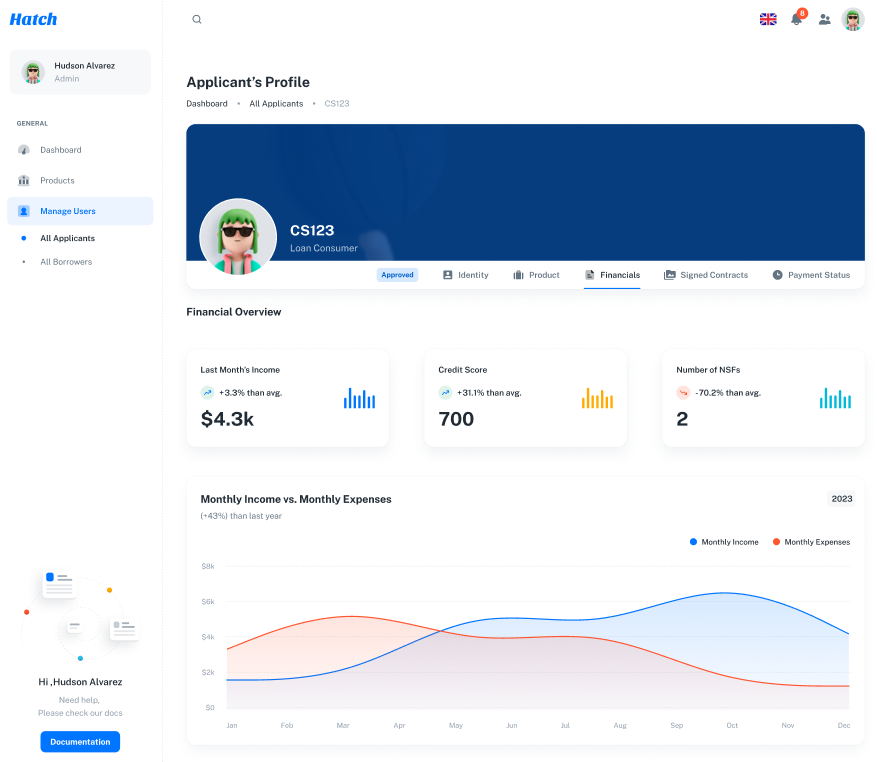 Hatch
8
Hudson Alvarez
Admin
GENERAL
Dashboard
Products
Manage Users
All Applicants
All Borrowers
Hi ,Hudson Alvarez
Need help,
Please check our docs
Documentation
Applicant's Profile
Dashboard • All Applicants • CS123
CS123
Loan Consumer
Approved Identity Product Financials Signed Contracts Payment Status
Financial Overview
Last Month's Income
+3.3% than avg.
$4.3k
Credit Score
+31.1% than avg.
700
Number of NSFs
-70.2% than avg.
2
Monthly Income vs. Monthly Expenses
2023
(+43%) than last year
Monthly Income Monthly Expenses
$8k
$6k
$4k
$2k
$0
Jan Feb Mar Apr May Jun Jul Aug Sep Oct Nov Dec